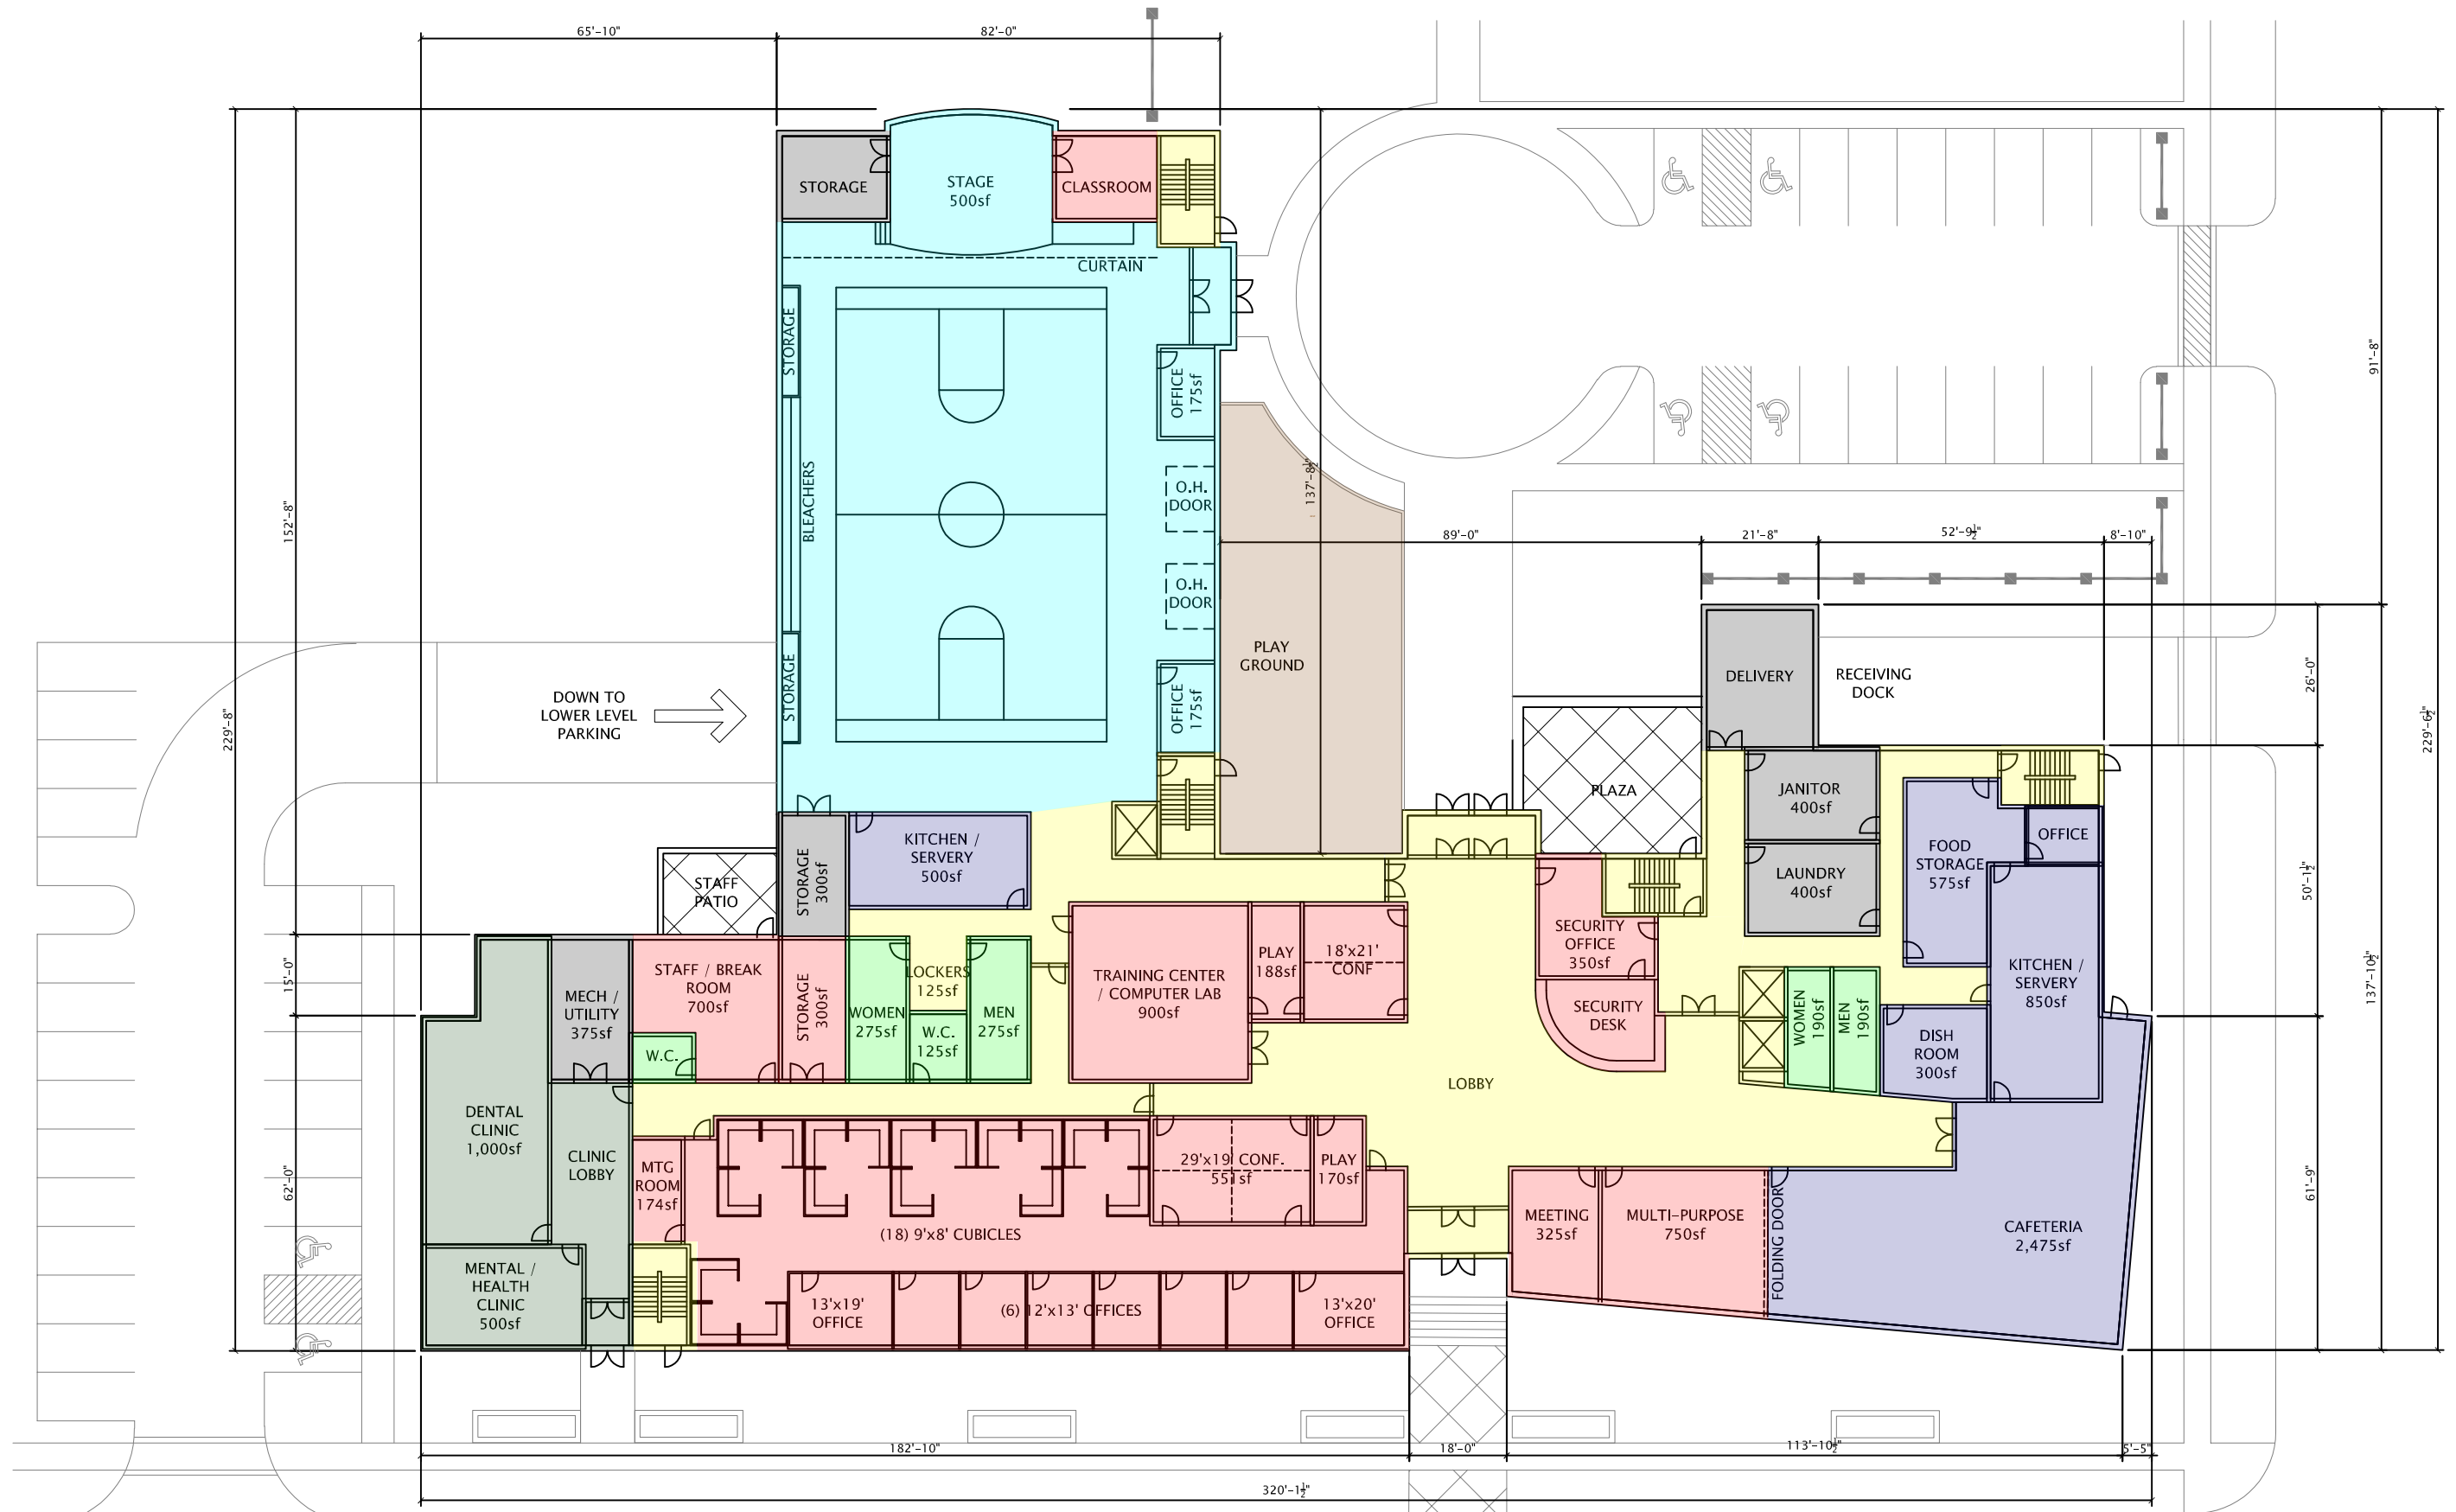 65'-10"
82'-0"
STORAGE
STAGE
500sf
CLASSROOM
CURTAIN
STORAGE
BLEACHERS
STORAGE
OFFICE
175sf
O.H.
DOOR
O.H.
DOOR
OFFICE
175sf
PLAY
GROUND
137'-8½"
152'-8"
229'-8"
15'-0"
62'-0"
91'-8"
229'-6½"
137'-10½"
26'-0"
50'-1½"
61'-9"
89'-0"
21'-8"
52'-9½"
8'-10"
DOWN TO
LOWER LEVEL
PARKING
DELIVERY
RECEIVING
DOCK
PLAZA
JANITOR
400sf
LAUNDRY
400sf
FOOD
STORAGE
575sf
OFFICE
KITCHEN /
SERVERY
850sf
DISH
ROOM
300sf
WOMEN
190sf
MEN
190sf
STAFF
PATIO
STORAGE
300sf
KITCHEN /
SERVERY
500sf
MECH /
UTILITY
375sf
STAFF / BREAK
ROOM
700sf
W.C.
STORAGE
300sf
WOMEN
275sf
LOCKERS
125sf
W.C.
125sf
MEN
275sf
TRAINING CENTER
/ COMPUTER LAB
900sf
PLAY
188sf
18'x21'
CONF
SECURITY
OFFICE
350sf
SECURITY
DESK
LOBBY
DENTAL
CLINIC
1,000sf
CLINIC
LOBBY
MTG
ROOM
174sf
29'x19' CONF.
551sf
PLAY
170sf
(18) 9'x8' CUBICLES
MENTAL /
HEALTH
CLINIC
500sf
13'x19'
OFFICE
(6) 12'x13' OFFICES
13'x20'
OFFICE
MEETING
325sf
MULTI-PURPOSE
750sf
FOLDING DOOR
CAFETERIA
2,475sf
182'-10"
18'-0"
113'-10½"
5'-5"
320'-1½"